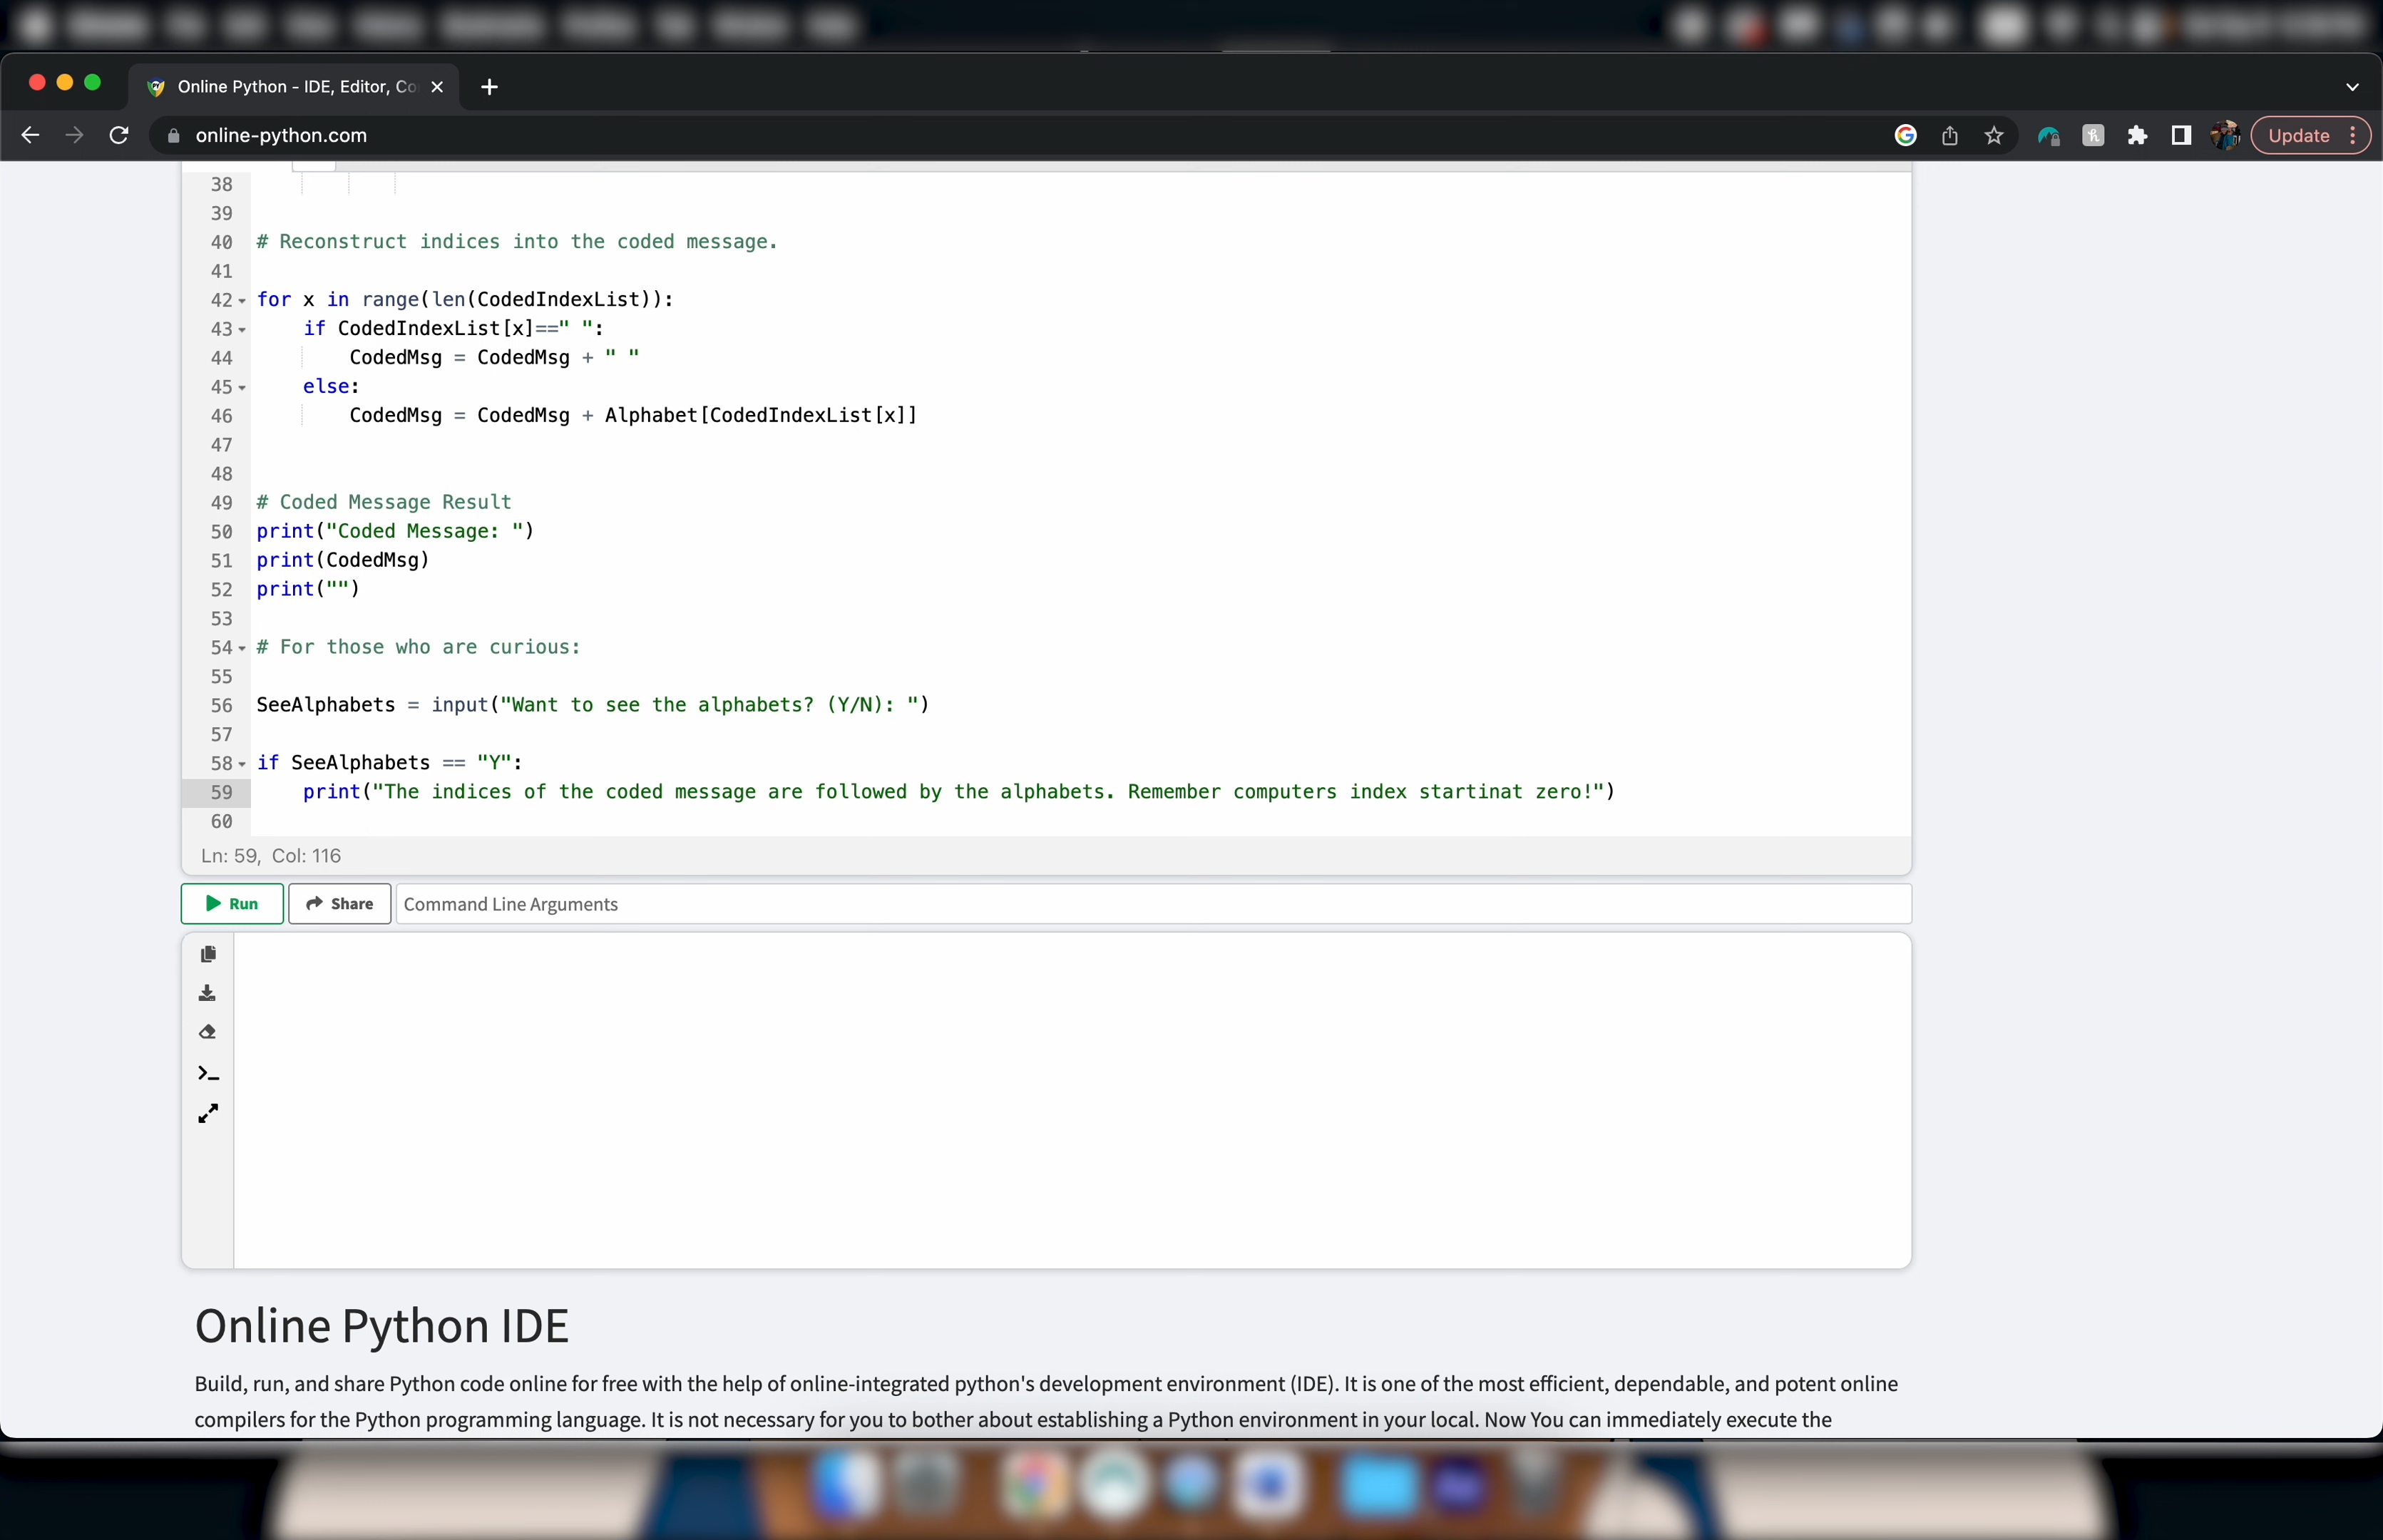 Online Python - IDE, Editor, Co
online-python.com
Update
38
39
40 # Reconstruct indices into the coded message.
41
42 for x in range(len(CodedIndexList)):
43 if CodedIndexList[x]==" ":
44 CodedMsg = CodedMsg + " "
45 else:
46 CodedMsg = CodedMsg + Alphabet[CodedIndexList[x]]
47
48
49 # Coded Message Result
50 print("Coded Message: ")
51 print(CodedMsg)
52 print("")
53
54 # For those who are curious:
55
56 SeeAlphabets = input("Want to see the alphabets? (Y/N): ")
57
58 if SeeAlphabets == "Y":
59 print("The indices of the coded message are followed by the alphabets. Remember computers index startinat zero!")
60
Ln: 59, Col: 116
Run Share Command Line Arguments
Online Python IDE
Build, run, and share Python code online for free with the help of online-integrated python's development environment (IDE). It is one of the most efficient, dependable, and potent online
compilers for the Python programming language. It is not necessary for you to bother about establishing a Python environment in your local. Now You can immediately execute the